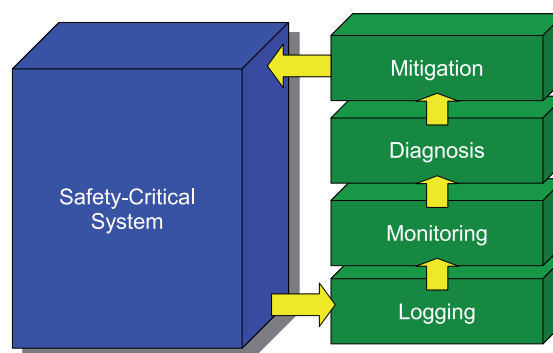 Safety-Critical
System
Mitigation
Diagnosis
Monitoring
Logging